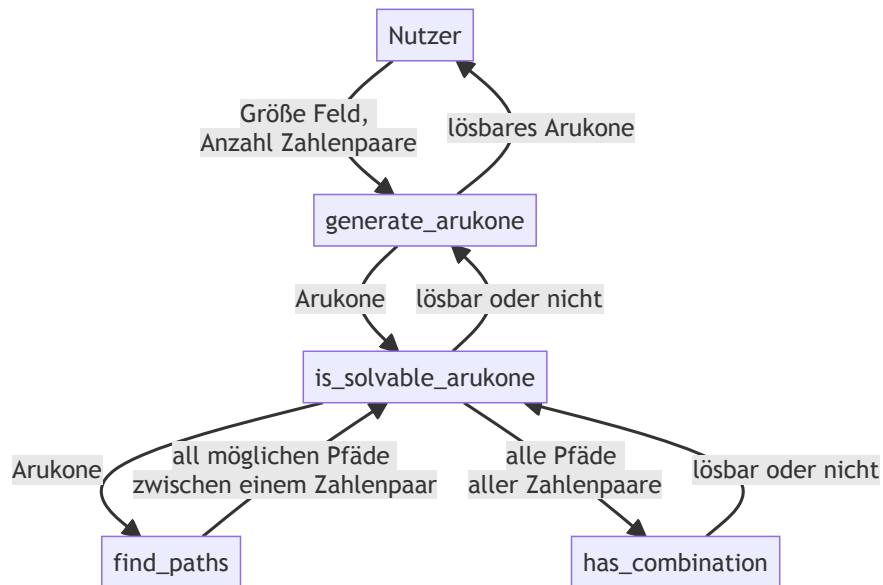 Nutzer
Größe Feld,
Anzahl Zahlenpaare
lösbares Arukone
generate_arukone
Arukone
lösbar oder nicht
is_solvable_arukone
Arukone
all möglichen Pfäde
zwischen einem Zahlenpaar
alle Pfäde
aller Zahlenpaare
lösbar oder nicht
find_paths
has_combination